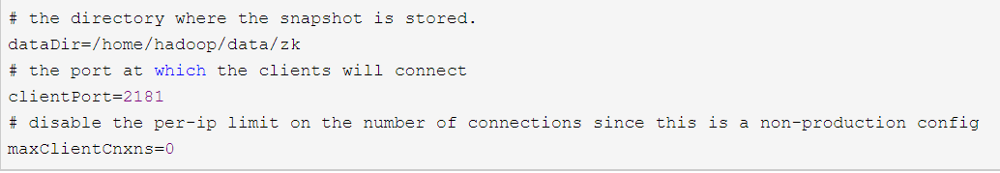 # the directory where the snapshot is stored.
dataDir=/home/hadoop/data/zk
# the port at which the clients will connect
clientPort=2181
# disable the per-ip limit on the number of connections since this is a non-production config
maxClientCnxns=0